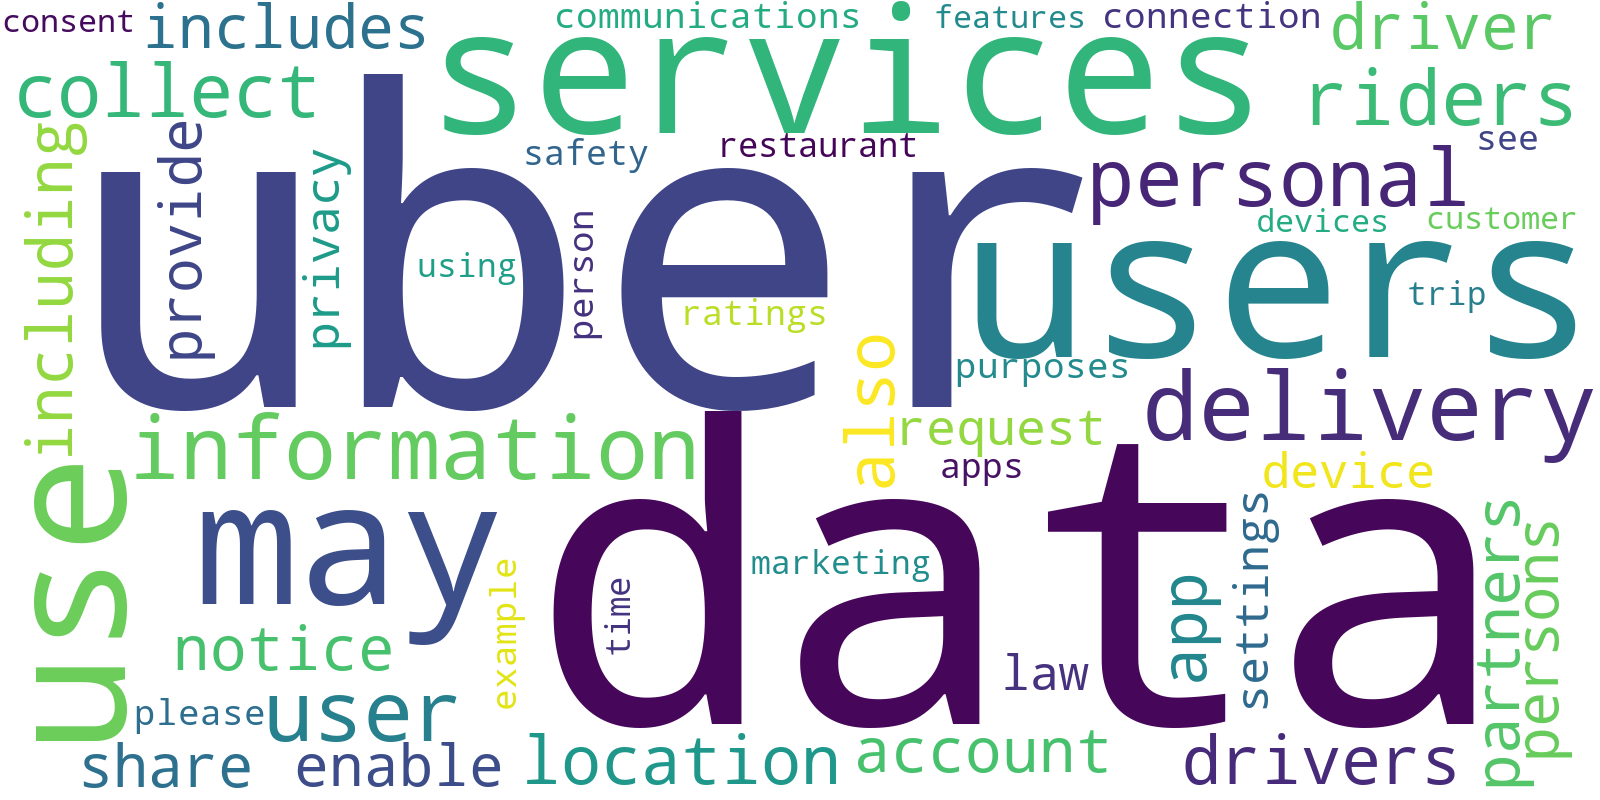 consent
includes
communications
features
connection
driver
collect
services
riders
including
provide
privacy
safety
restaurant
see
personal
uber
using
person
ratings
devices
customer
users
trip
purposes
also
delivery
information
request
apps
device
use
may
data
marketing
example
time
app
settings
partners
persons
notice
law
please
user
share
enable
location
account
drivers